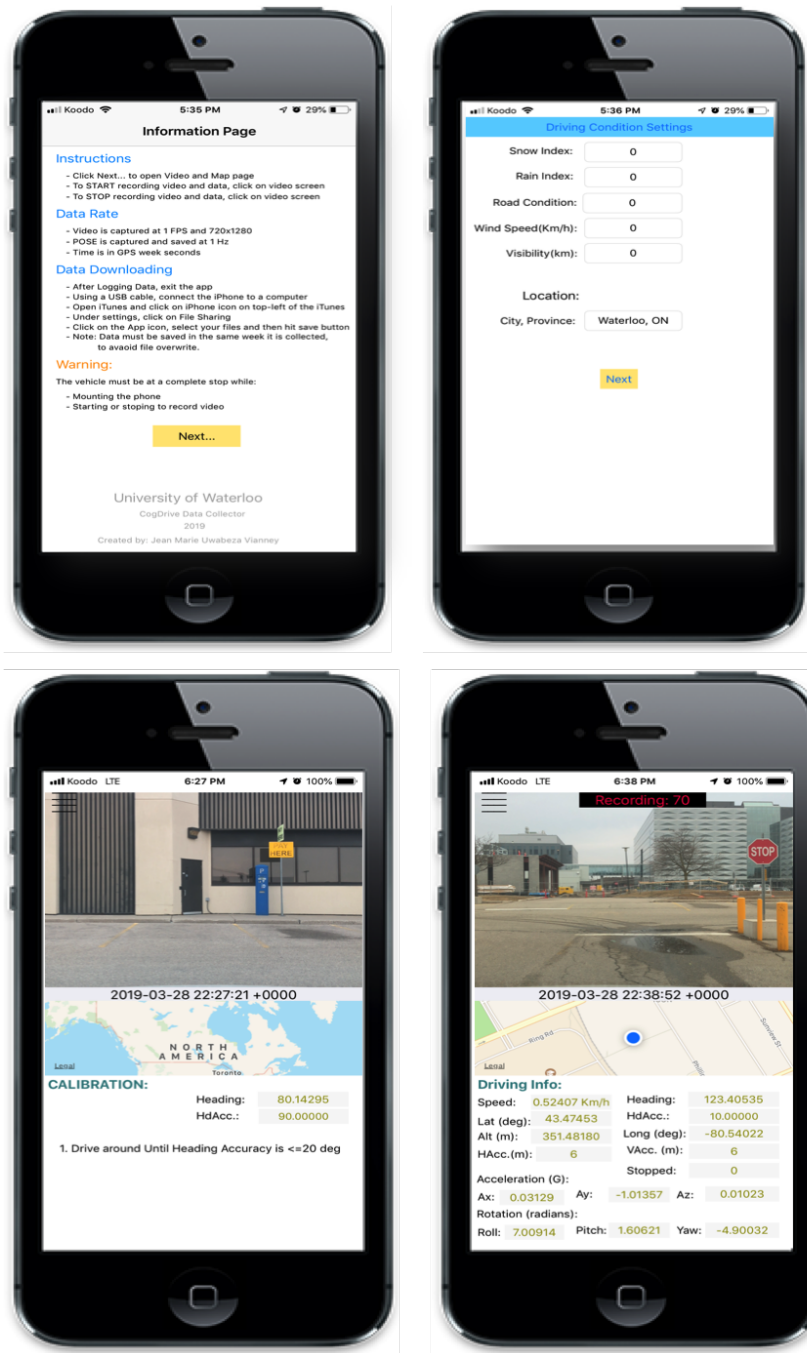 Koodo 5:35 PM 29%
Information Page
Instructions
- Click Next... to open Video and Map page
- To START recording video and data, click on video screen
- To STOP recording video and data, click on video screen
Data Rate
- Video is captured at 1 FPS and 720x1280
- POSE is captured and saved at 1 Hz
- Time is in GPS week seconds
Data Downloading
- After Logging Data, exit the app
- Using a USB cable, connect the iPhone to a computer
- Open iTunes and click on iPhone icon on top-left of the iTunes
- Under settings, click on File Sharing
- Click on the App icon, select your files and then hit save button
- Note: Data must be saved in the same week it is collected,
to avaoid file overwrite.
Warning:
The vehicle must be at a complete stop while:
- Mounting the phone
- Starting or stoping to record video
Next...
University of Waterloo
CogDrive Data Collector
2019
Created by: Jean Marie Uwabeza Vianney
Koodo 5:36 PM 29%
Driving Condition Settings
Snow Index: 0
Rain Index: 0
Road Condition: 0
Wind Speed(Km/h): 0
Visibility(km): 0
Location:
City, Province: Waterloo, ON
Next
Koodo LTE 6:27 PM 100%
PAY
HERE
P
2019-03-28 22:27:21 +0000
NORTH
AMERICA
Toronto
Legal
CALIBRATION:
Heading: 80.14295
HdAcc.: 90.00000
1. Drive around Until Heading Accuracy is <=20 deg
Koodo LTE 6:38 PM 100%
Recording: 70
STOP
2019-03-28 22:38:52 +0000
Ring Rd
Sunview St
Legal
Driving Info:
Speed: 0.52407 Km/h Heading: 123.40535
Lat (deg): 43.47453 HdAcc.: 10.00000
Alt (m): 351.48180 Long (deg): -80.54022
HAcc.(m): 6 VAcc. (m): 6
Stopped: 0
Acceleration (G):
Ax: 0.03129 Ay: -1.01357 Az: 0.01023
Rotation (radians):
Roll: 7.00914 Pitch: 1.60621 Yaw: -4.90032